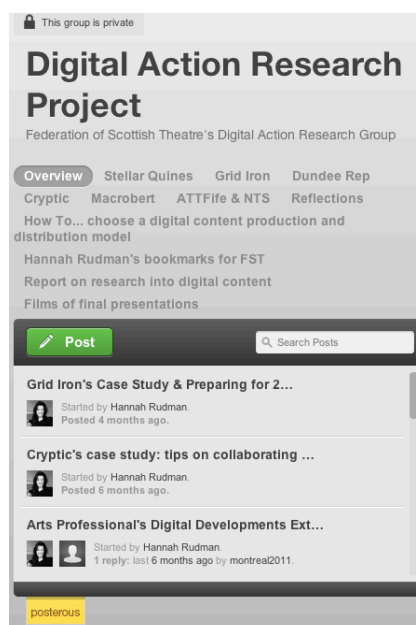 This group is private
Digital Action Research
Project
Federation of Scottish Theatre's Digital Action Research Group
Overview Stellar Quines Grid Iron Dundee Rep
Cryptic Macrobert ATTFife & NTS Reflections
How To... choose a digital content production and
distribution model
Hannah Rudman's bookmarks for FST
Report on research into digital content
Films of final presentations
Post Search Posts
Grid Iron's Case Study & Preparing for 2...
Started by Hannah Rudman.
Posted 4 months ago.
Cryptic's case study: tips on collaborating ...
Started by Hannah Rudman.
Posted 6 months ago.
Arts Professional's Digital Developments Ext...
Started by Hannah Rudman.
1 reply: last 6 months ago by montreal2011.
posterous